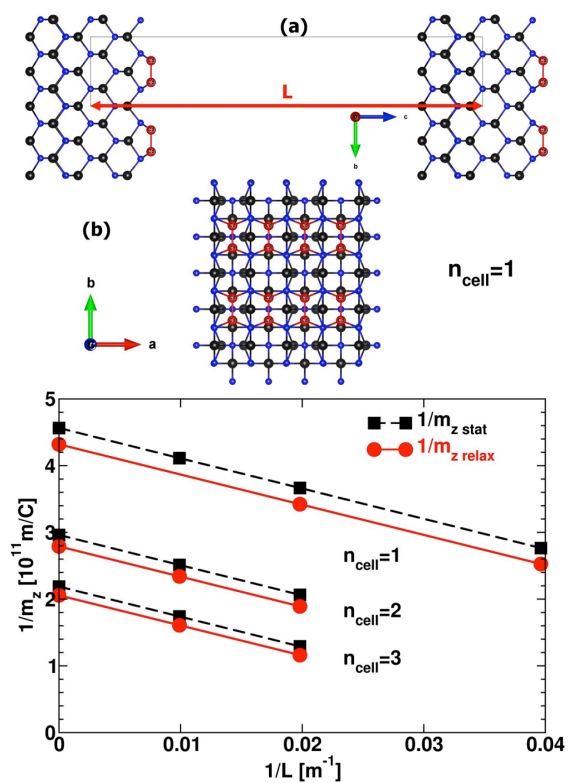 (a)
L
c
b
(b)
n_cell=1
b
a
5
4
3
2
1
0
1/m_z [10^11 m/C]
1/m_z stat
1/m_z relax
n_cell=1
n_cell=2
n_cell=3
0 0.01 0.02 0.03 0.04
1/L [m^-1]